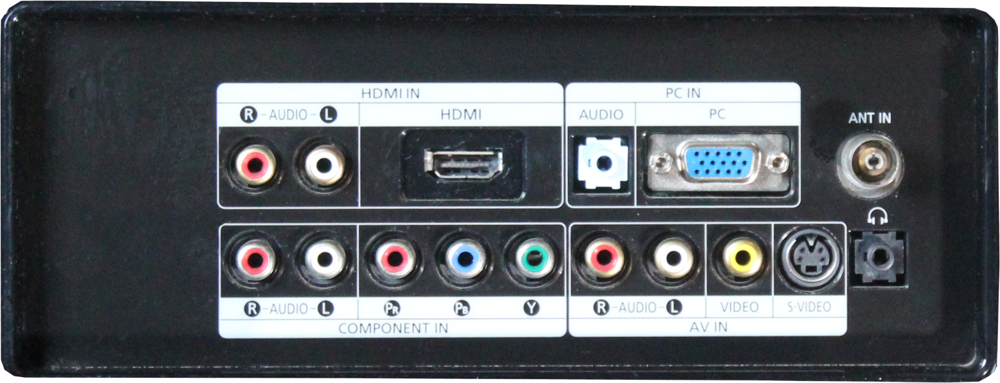 HDMI IN
R-AUDIO-L HDMI
PC IN
AUDIO PC
ANT IN
R-AUDIO-L PR PB Y
COMPONENT IN
R-AUDIO-L VIDEO S-VIDEO
AV IN